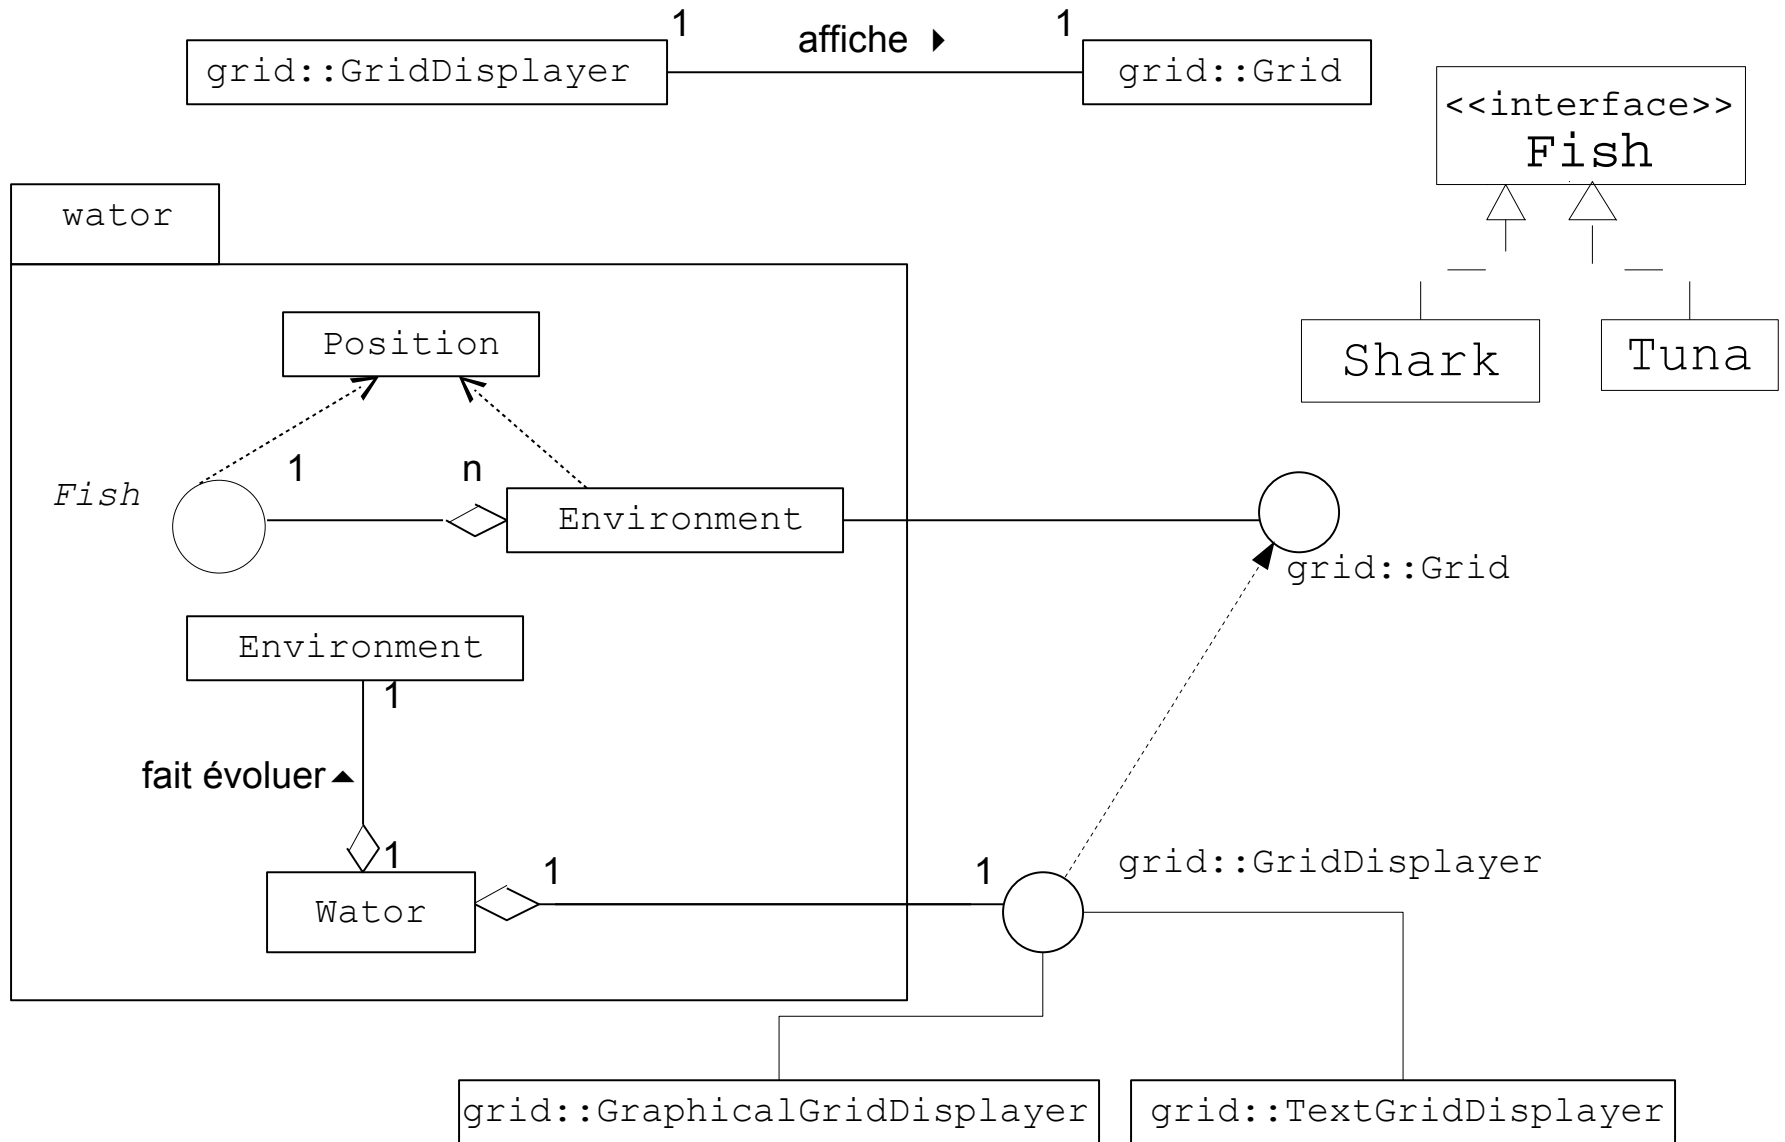 1
affiche
1
grid::GridDisplayer
grid::Grid
<<interface>>
Fish
wator
Position
Shark
Tuna
1
n
Fish
Environment
grid::Grid
Environment
1
fait évoluer
1
1
1
grid::GridDisplayer
Wator
grid::GraphicalGridDisplayer
grid::TextGridDisplayer